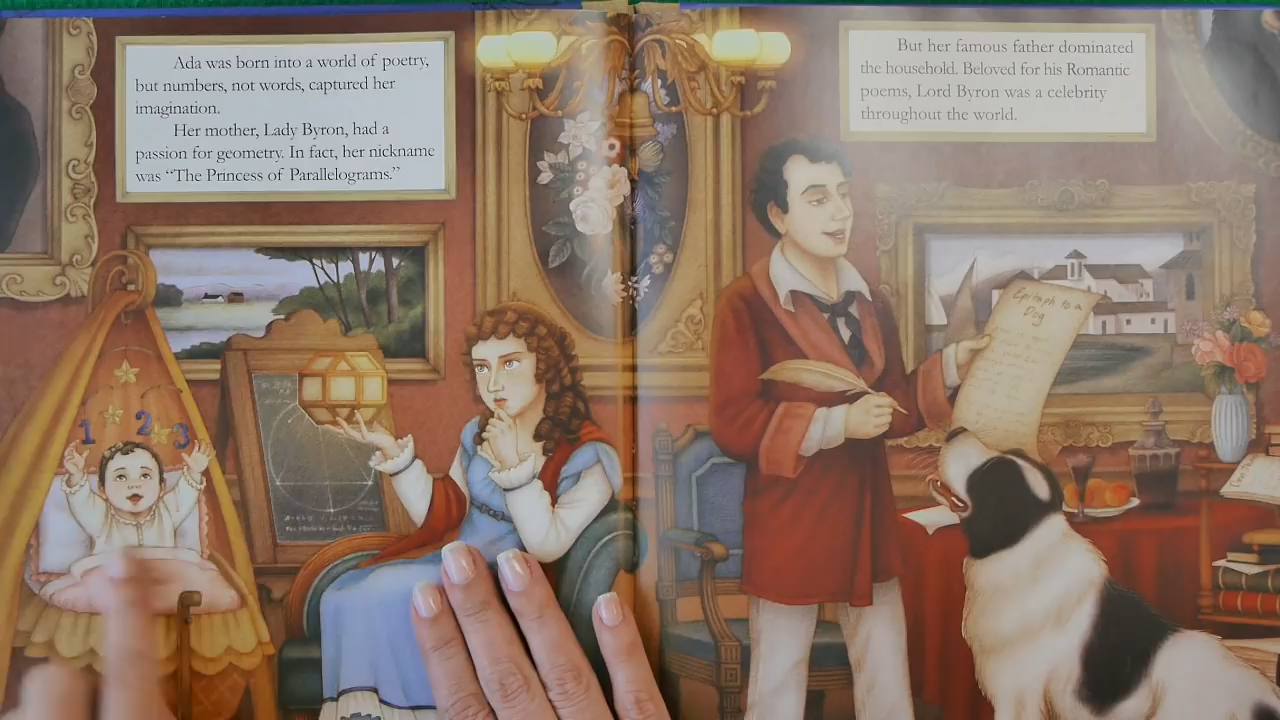 Ada was born into a world of poetry,
but numbers, not words, captured her
imagination.
Her mother, Lady Byron, had a
passion for geometry. In fact, her nickname
was “The Princess of Parallelograms.”
But her famous father dominated
the household. Beloved for his Romantic
poems, Lord Byron was a celebrity
throughout the world.
1 2 3
Epitaph to a
Dog